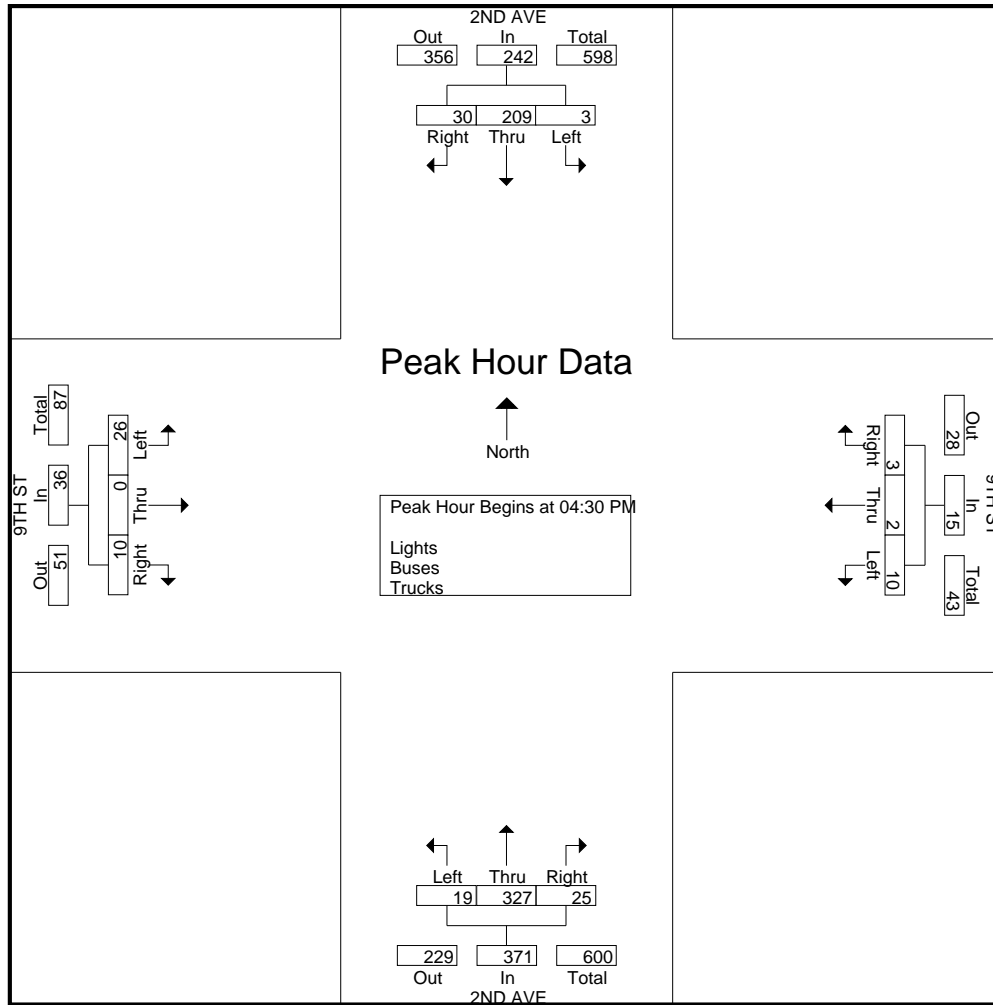 2ND AVE
Out In Total
356 242 598
30 209 3
Right Thru Left
Peak Hour Data
North
Peak Hour Begins at 04:30 PM
Lights
Buses
Trucks
9TH ST
Total In Out
87 36 51
26 0 10
Left Thru Right
Right Thru Left
3 2 10
Out In Total
28 15 43
9TH ST
Left Thru Right
19 327 25
229 371 600
Out In Total
2ND AVE